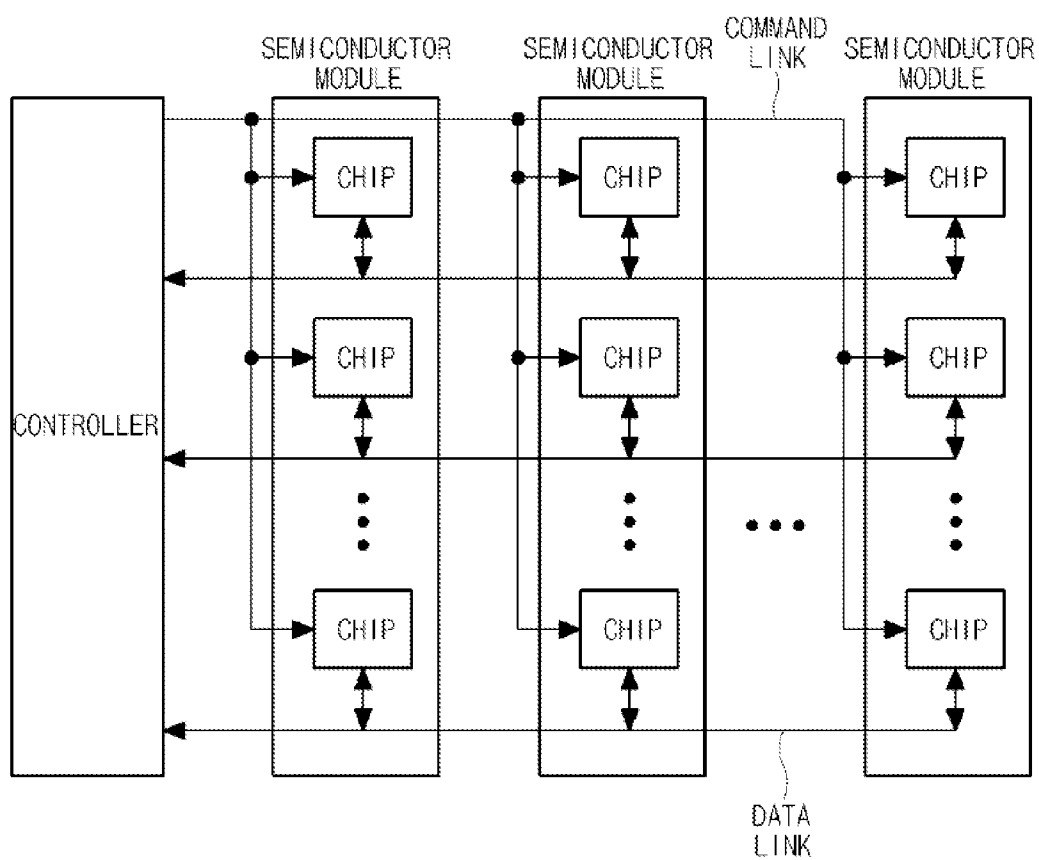 COMMAND
LINK
SEMICONDUCTOR
MODULE
SEMICONDUCTOR
MODULE
SEMICONDUCTOR
MODULE
CHIP
CHIP
CHIP
CHIP
CHIP
CHIP
CONTROLLER
CHIP
CHIP
CHIP
DATA
LINK